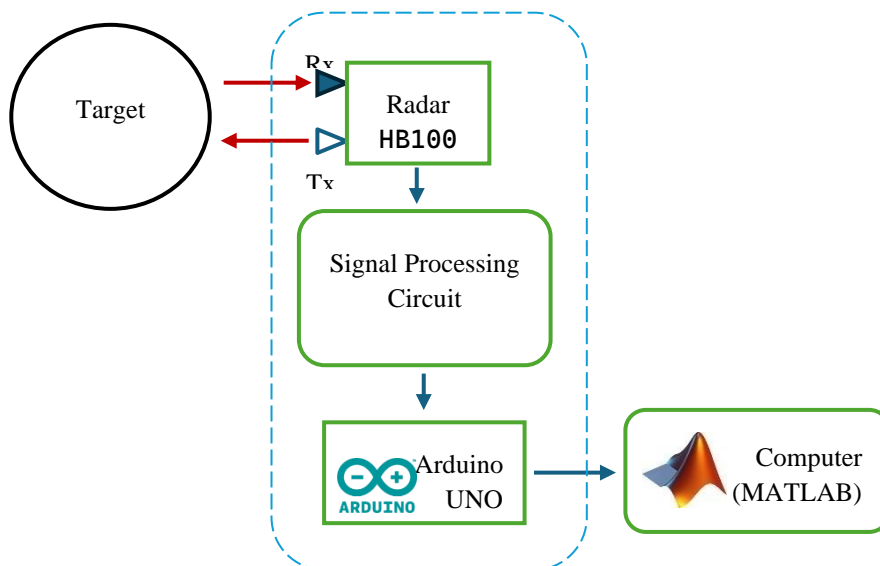 Rx
Target
Radar
HB100
Tx
Signal Processing
Circuit
Arduino
UNO
ARDUINO
Computer
(MATLAB)